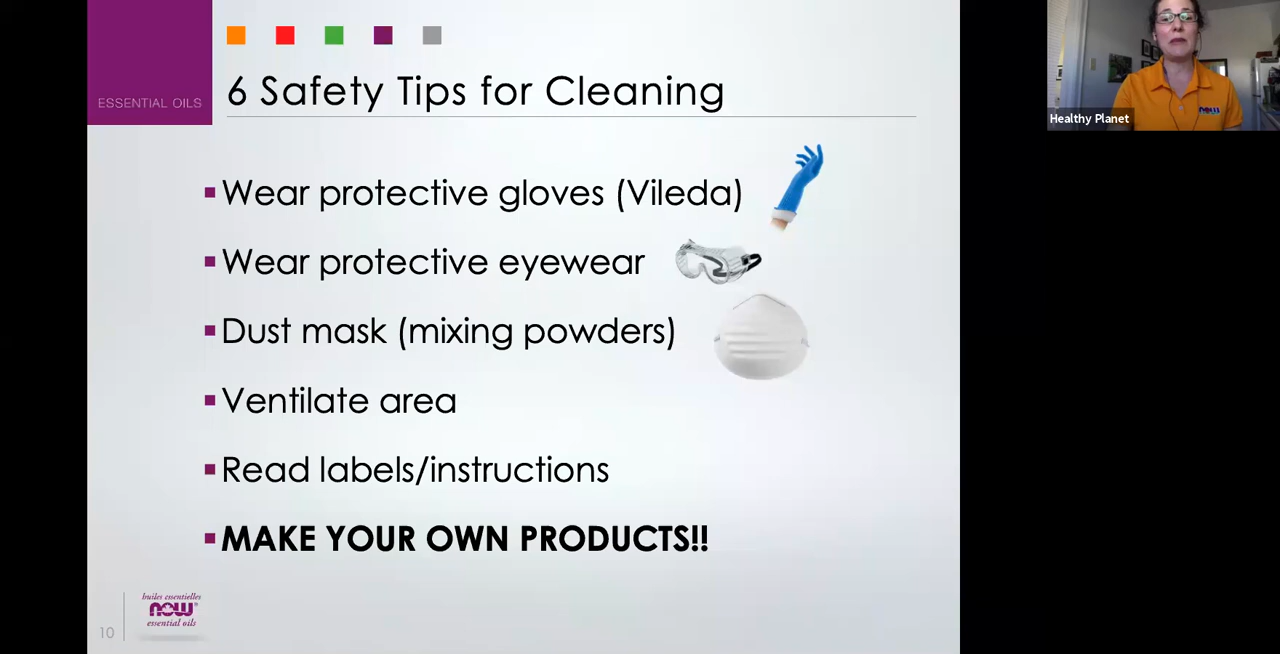 ESSENTIAL OILS
6 Safety Tips for Cleaning
Wear protective gloves (Vileda)
Wear protective eyewear
Dust mask (mixing powders)
Ventilate area
Read labels/instructions
MAKE YOUR OWN PRODUCTS!!
10
huiles essentielles
NOW®
essential oils
Healthy Planet
NOW